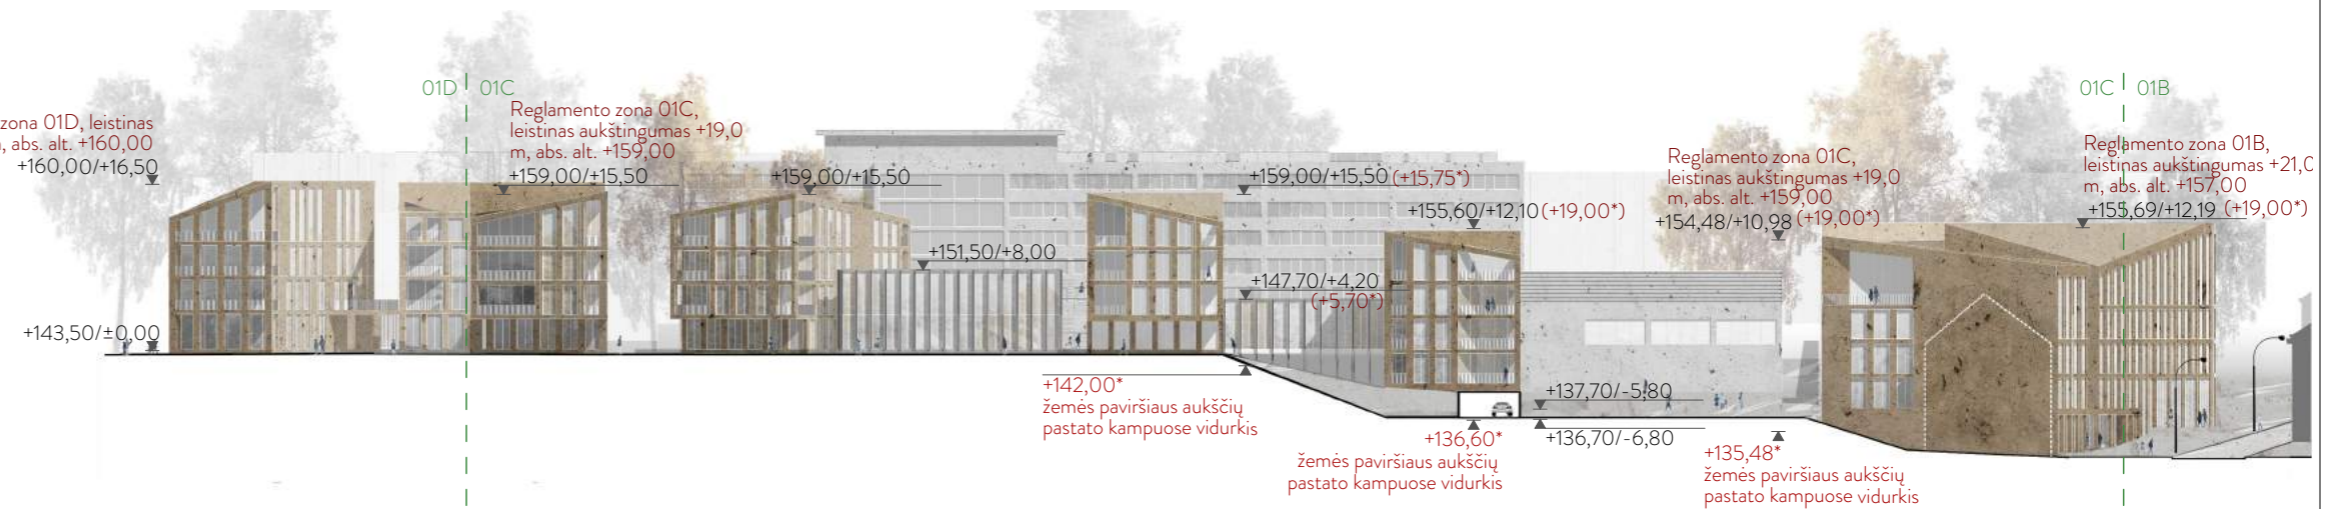 01D
01C
Reglamento zona 01C,
leistinas aukštingumas +19,0
m, abs. alt. +159,00
+159,00/+15,50
zona 01D, leistinas
, abs. alt. +160,00
+160,00/+16,50
+143,50/±0,00
+159,00/+15,50
+151,50/+8,00
+159,00/+15,50 (+15,75*)
+155,60/+12,10 (+19,00*)
+147,70/+4,20
(+5,70*)
+142,00*
žemės paviršiaus aukščių
pastato kampuose vidurkis
+137,70/-5,80
+136,70/-6,80
+136,60*
žemės paviršiaus aukščių
pastato kampuose vidurkis
Reglamento zona 01C,
leistinas aukštingumas +19,0
m, abs. alt. +159,00
+154,48/+10,98 (+19,00*)
+135,48*
žemės paviršiaus aukščių
pastato kampuose vidurkis
01C
01B
Reglamento zona 01B,
leistinas aukštingumas +21,0
m, abs. alt. +157,00
+155,69/+12,19 (+19,00*)